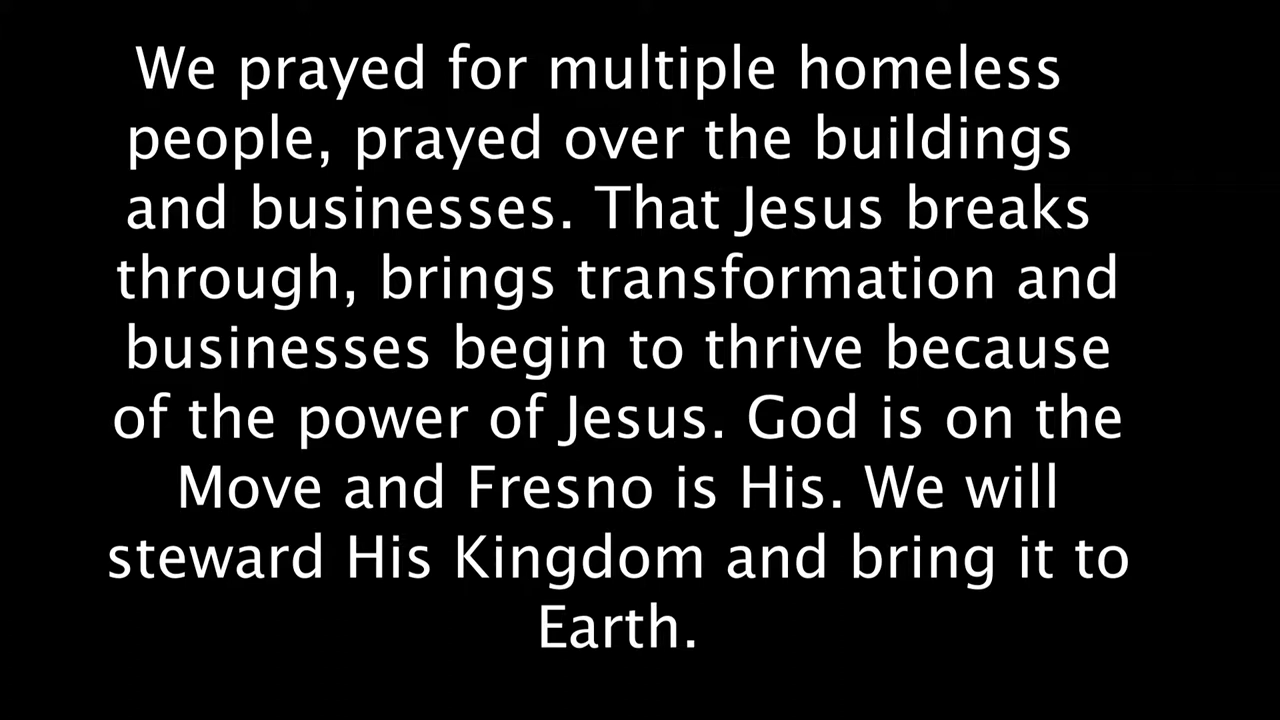 We prayed for multiple homeless
people, prayed over the buildings
and businesses. That Jesus breaks
through, brings transformation and
businesses begin to thrive because
of the power of Jesus. God is on the
Move and Fresno is His. We will
steward His Kingdom and bring it to
Earth.